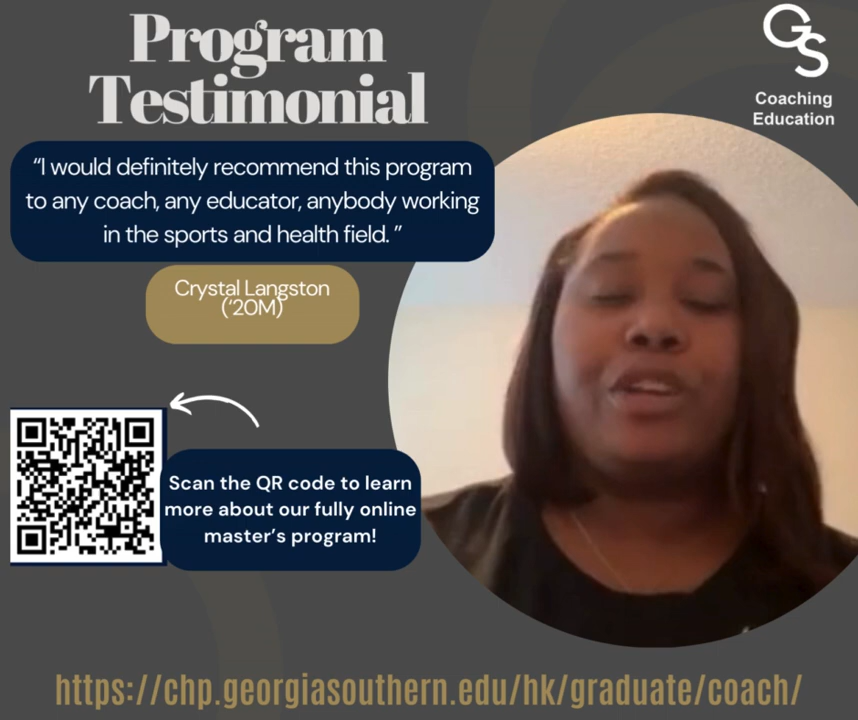 Program
Testimonial
GS
Coaching
Education
“I would definitely recommend this program
to any coach, any educator, anybody working
in the sports and health field. ”
Crystal Langston
(‘20M)
Scan the QR code to learn
more about our fully online
master’s program!
https://chp.georgiasouthern.edu/hk/graduate/coach/